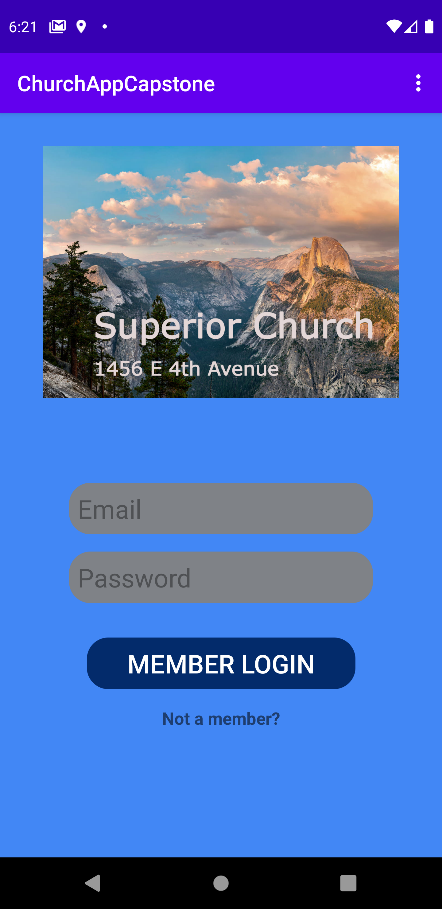 6:21
ChurchAppCapstone
Superior Church
1456 E 4th Avenue
Email
Password
MEMBER LOGIN
Not a member?